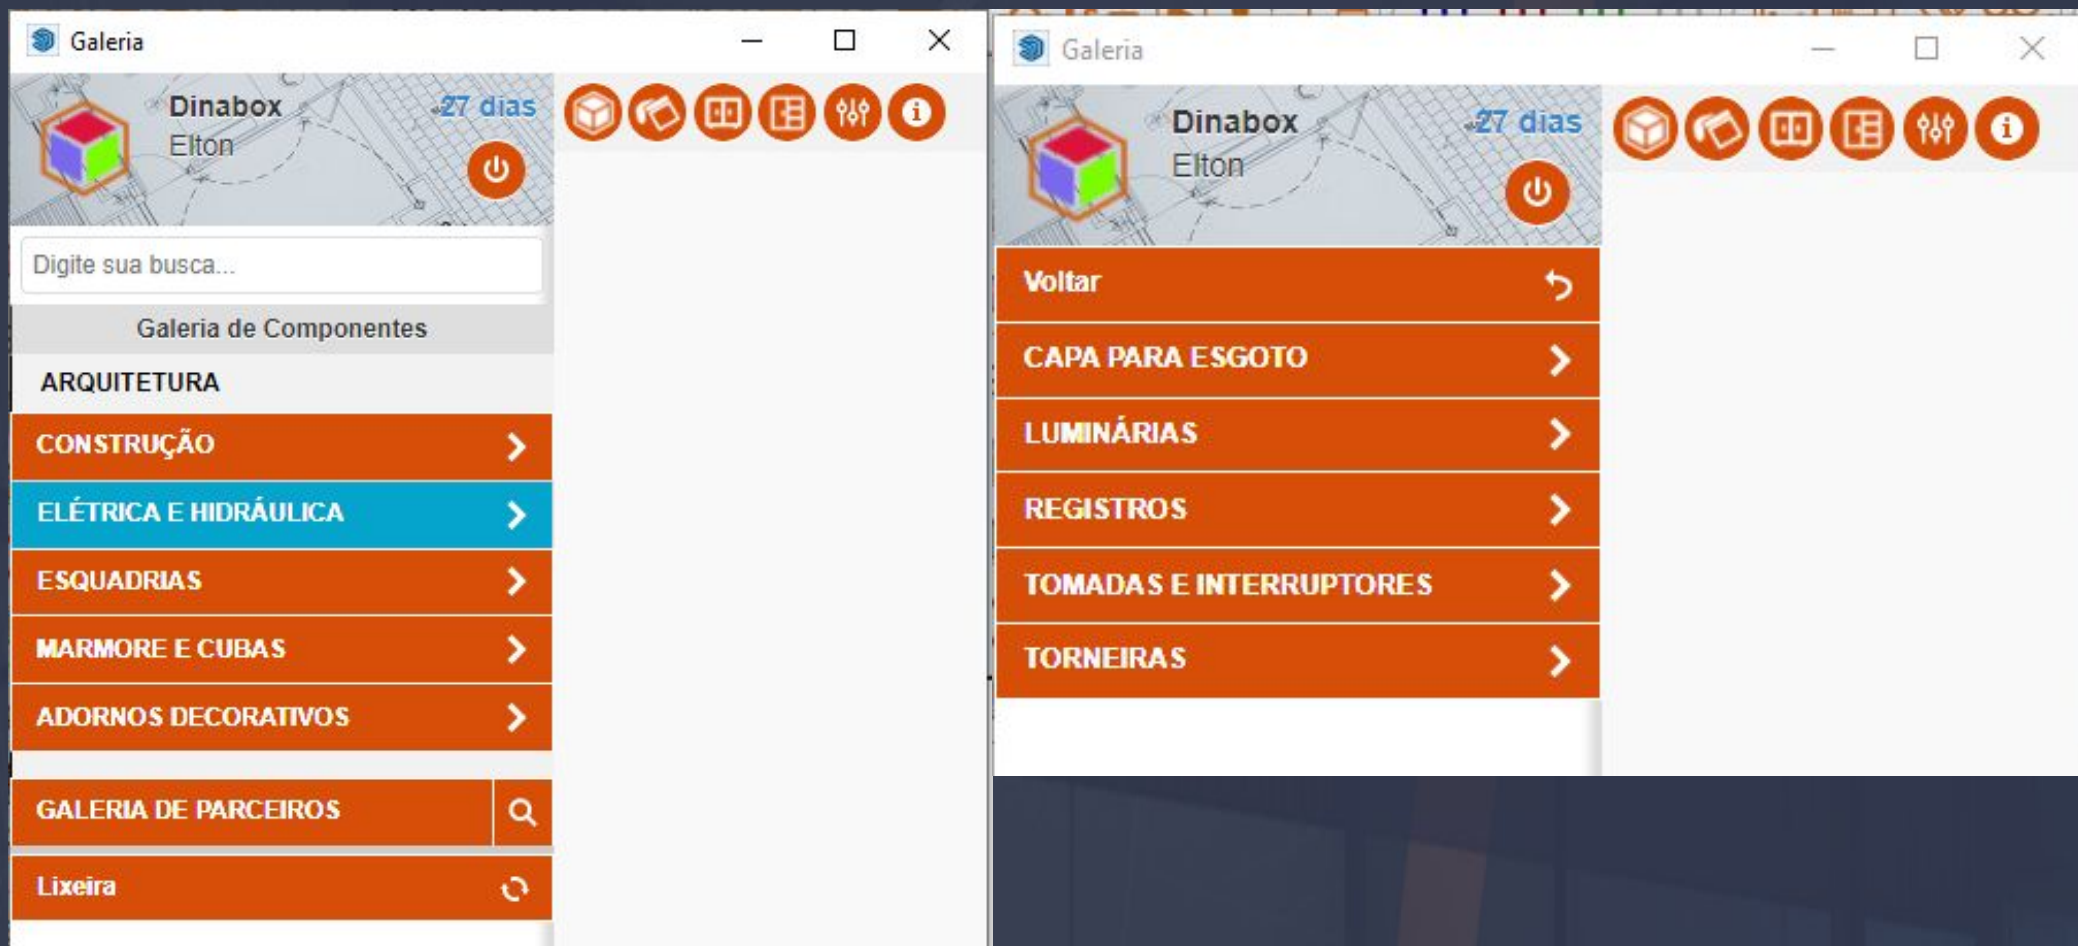 Galeria
Dinabox
27 dias
Elton
Digite sua busca...
Galeria de Componentes
ARQUITETURA
CONSTRUÇÃO
ELÉTRICA E HIDRÁULICA
ESQUADRIAS
MARMORE E CUBAS
ADORNOS DECORATIVOS
GALERIA DE PARCEIROS
Lixeira
Galeria
Dinabox
27 dias
Elton
Voltar
CAPA PARA ESGOTO
LUMINÁRIAS
REGISTROS
TOMADAS E INTERRUPTORES
TORNEIRAS